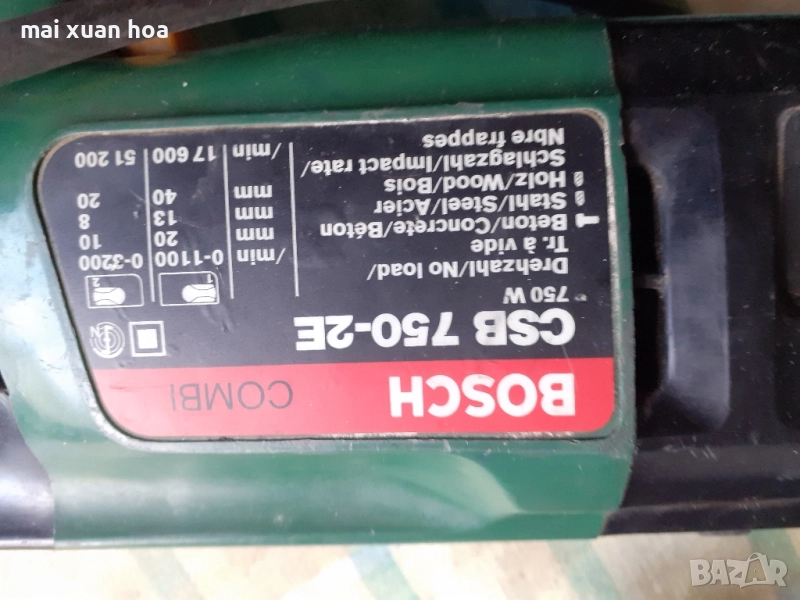 mai xuan hoa
BOSCH COMBI
CSB 750-2E
750 W
1 2
Drehzahl/No load/ /min 0-1100 0-3200
Tr. à vide
Beton/Concrete/Béton mm 20 10
Stahl/Steel/Acier mm 13 8
Holz/Wood/Bois mm 40 20
Schlagzahl/Impact rate/ /min 17 600 51 200
Nbre frappes
BAZAR